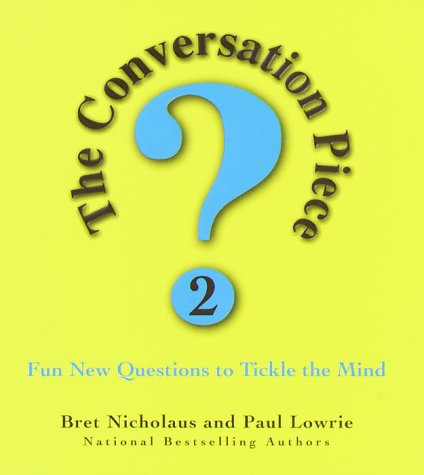 The Conversation Piece
?
2
Fun New Questions to Tickle the Mind
Bret Nicholaus and Paul Lowrie
National Bestselling Authors